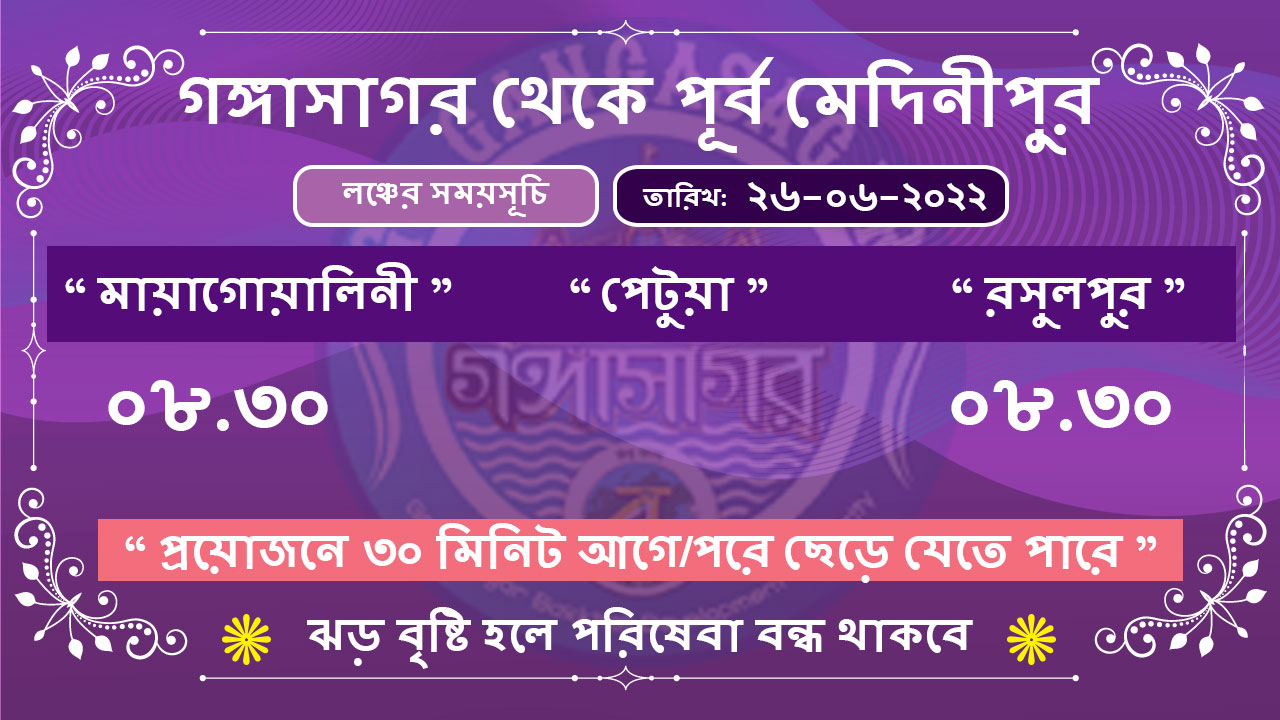 গঙ্গাসাগর থেকে পূর্ব মেদিনীপুর
লঞ্চের সময়সূচি তারিখ: ২৬-০৬-২০২২
“ মায়াগোয়ালিনী ” “ পেটুয়া ” “ রসুলপুর ”
গঙ্গাসাগর
০৮.৩০ ০৮.৩০
“ প্রয়োজনে ৩০ মিনিট আগে/পরে ছেড়ে যেতে পারে ”
ঝড় বৃষ্টি হলে পরিষেবা বন্ধ থাকবে